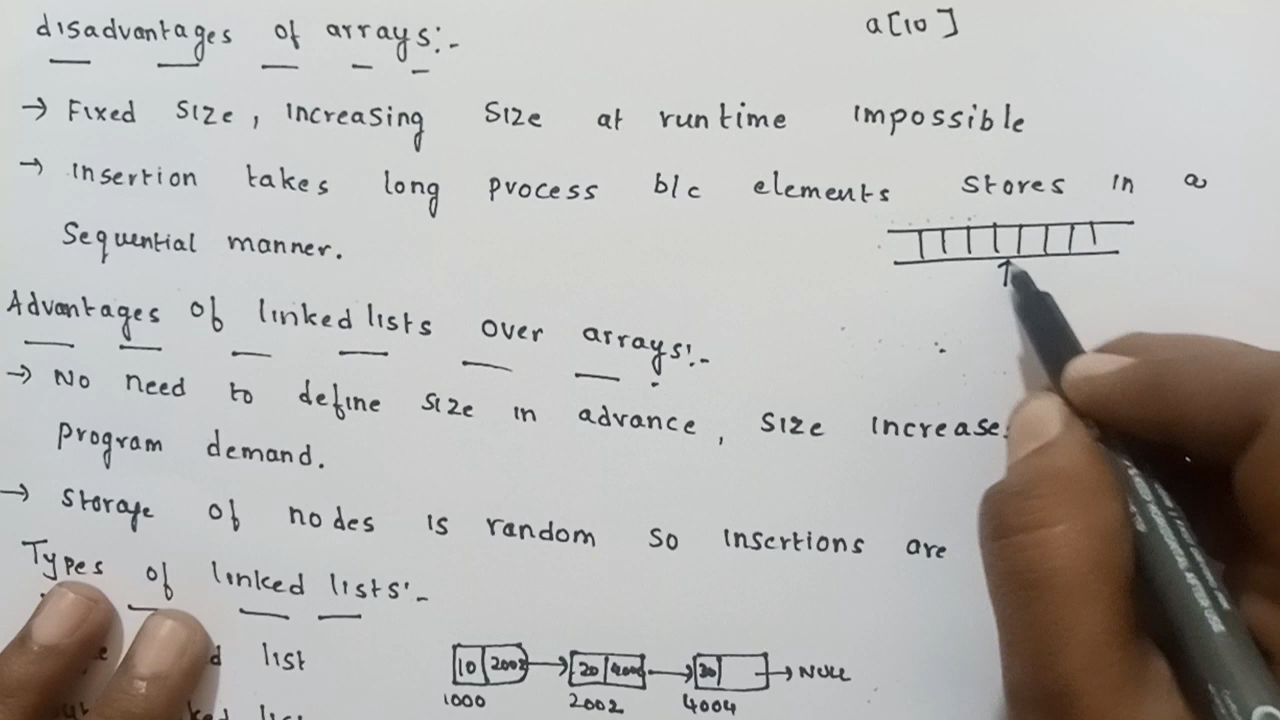 disadvantages of arrays:-
a[10]
→ Fixed size, increasing size at runtime impossible
→ insertion takes long process b/c elements stores in a
Sequential manner.
Advantages of linked lists over arrays:-
→ No need to define size in advance, size increase
program demand.
→ storage of nodes is random so insertions are
Types of linked lists:-
list
10 2002 → 20 4004 → 30 → NULL
1000 2002 4004